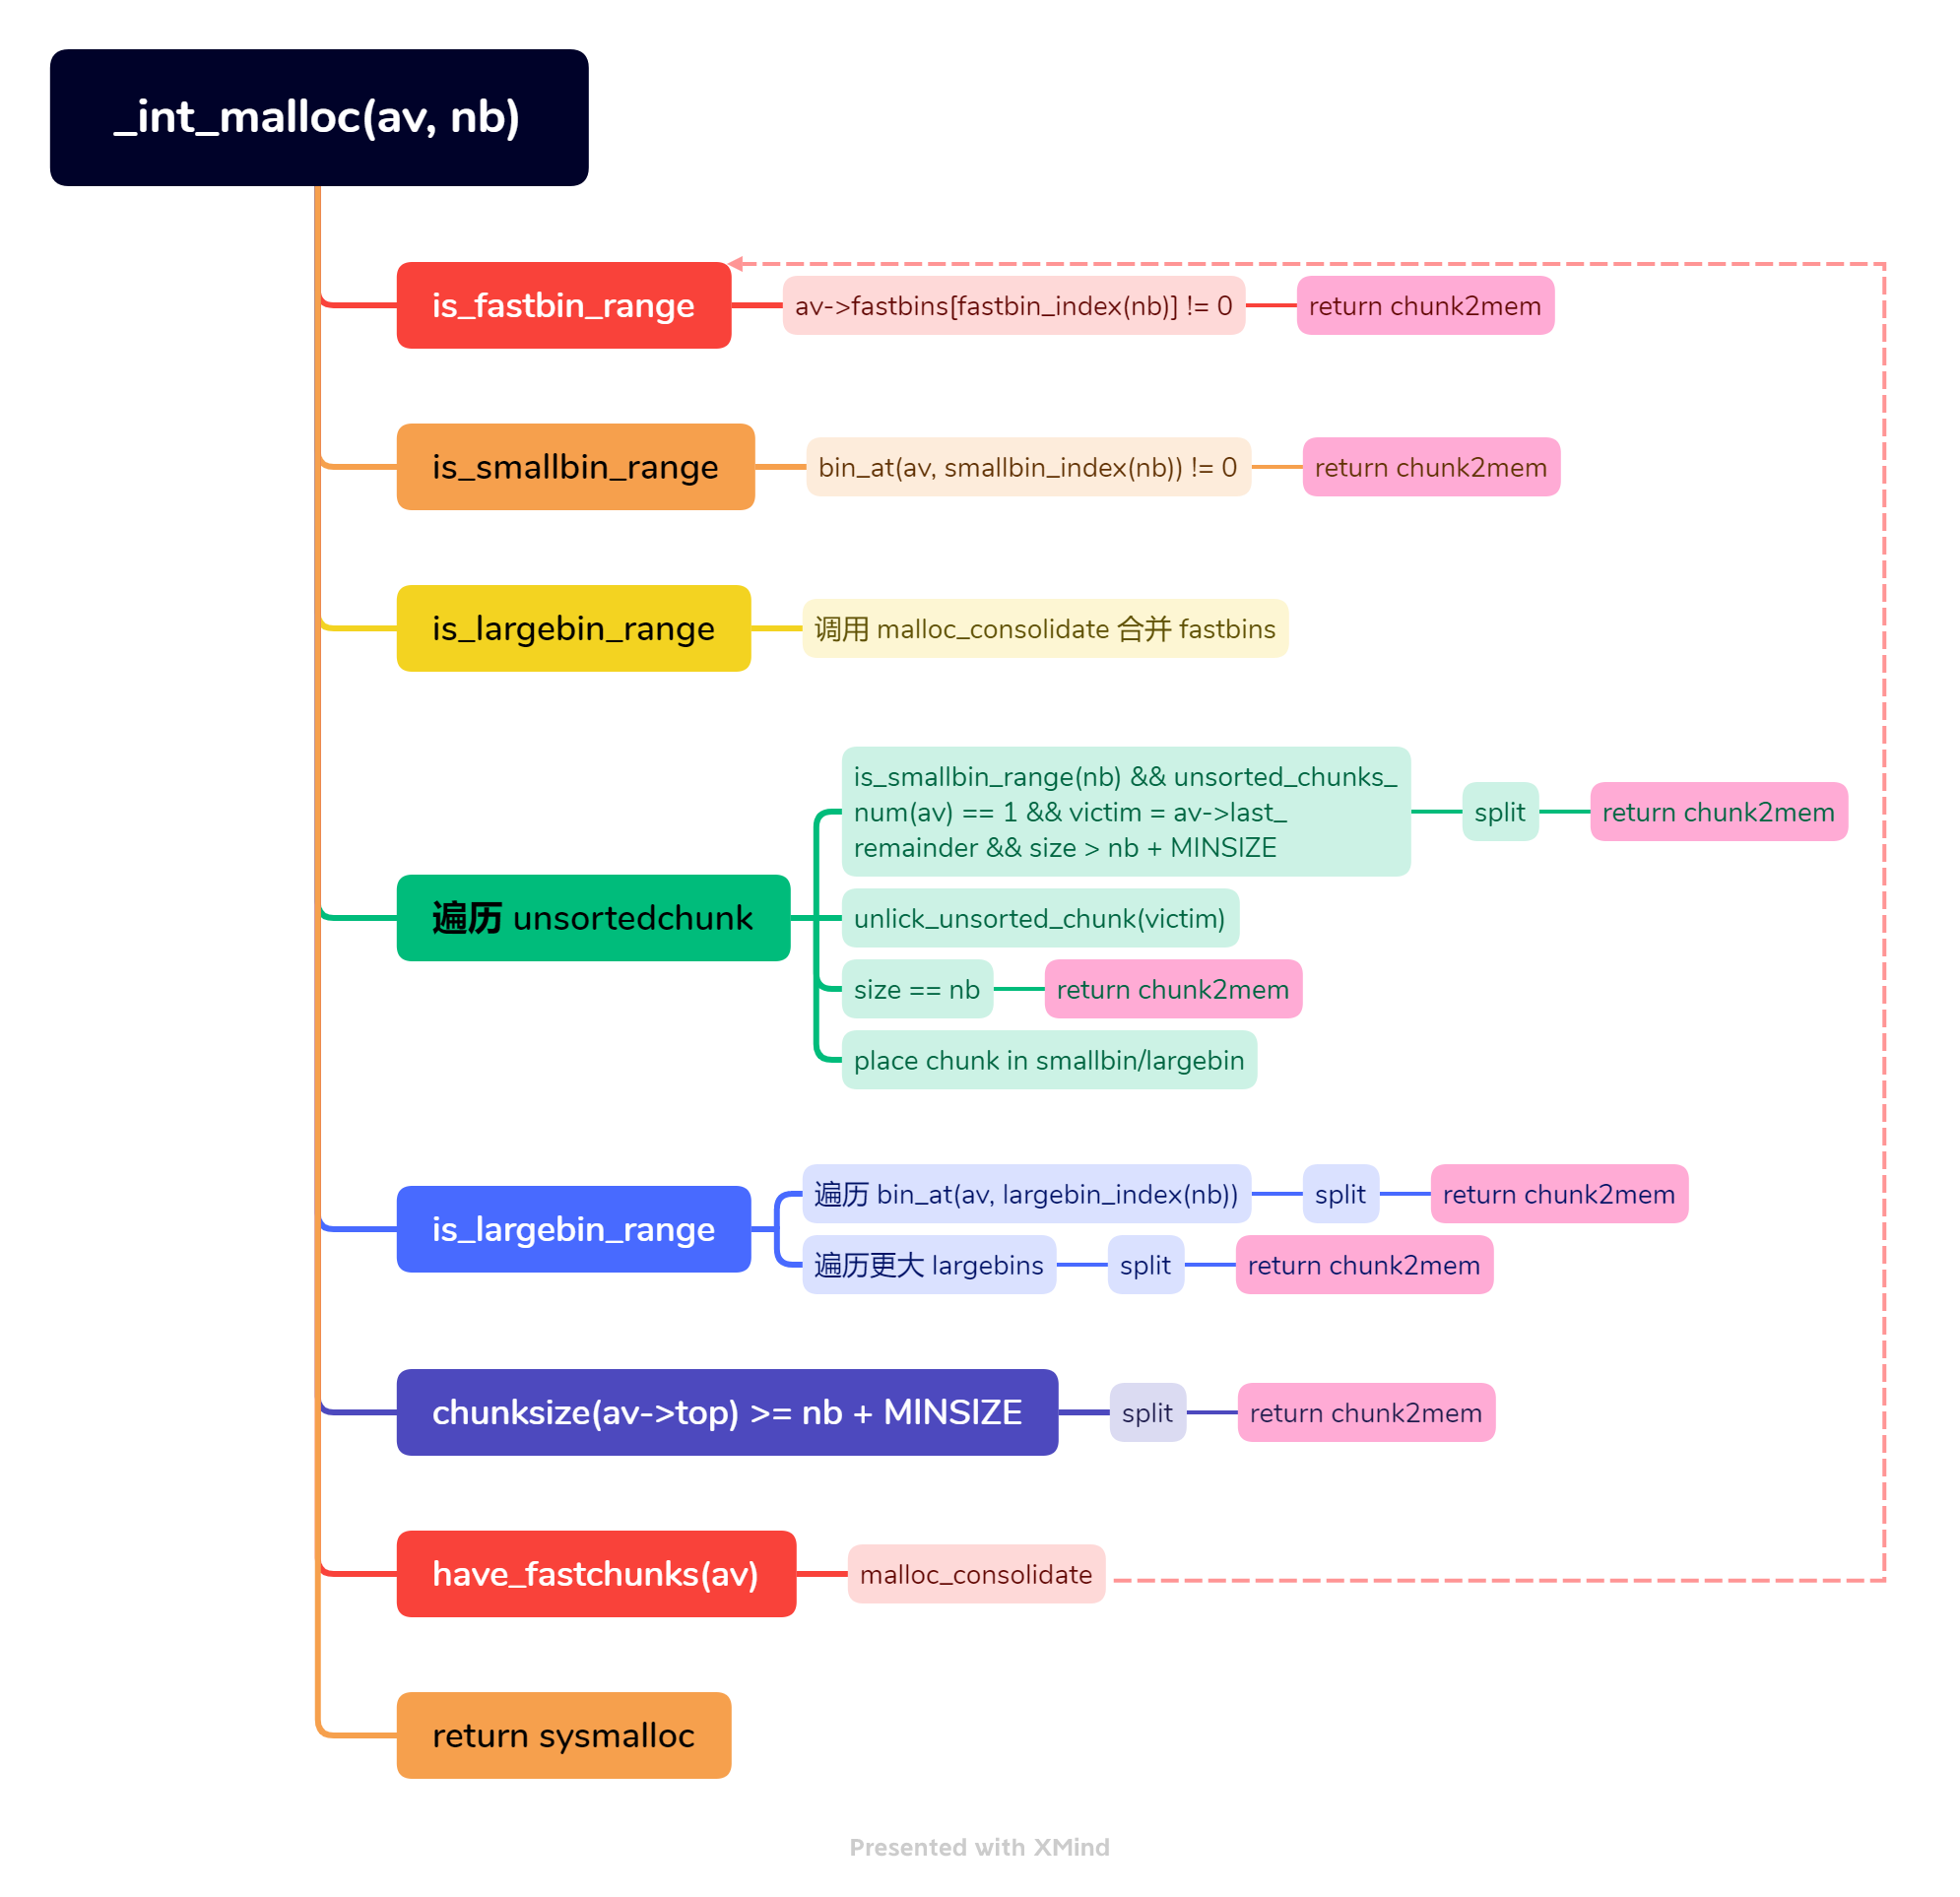 _int_malloc(av, nb)
is_fastbin_range
av->fastbins[fastbin_index(nb)] != 0
return chunk2mem
is_smallbin_range
bin_at(av, smallbin_index(nb)) != 0
return chunk2mem
is_largebin_range
调用 malloc_consolidate 合并 fastbins
遍历 unsortedchunk
is_smallbin_range(nb) && unsorted_chunks_
num(av) == 1 && victim = av->last_
remainder && size > nb + MINSIZE
split
return chunk2mem
unlick_unsorted_chunk(victim)
size == nb
return chunk2mem
place chunk in smallbin/largebin
is_largebin_range
遍历 bin_at(av, largebin_index(nb))
split
return chunk2mem
遍历更大 largebins
split
return chunk2mem
chunksize(av->top) >= nb + MINSIZE
split
return chunk2mem
have_fastchunks(av)
malloc_consolidate
return sysmalloc
Presented with XMind